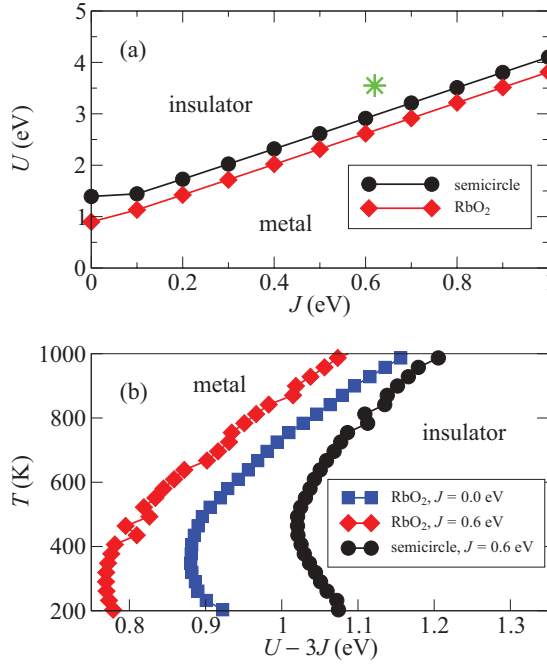 5
(a)
4
insulator
3
U (eV)
2
semicircle
RbO₂
metal
1
0
0 0.2 0.4 0.6 0.8 1
J (eV)
1000
(b)
metal
800
insulator
T (K)
600
RbO₂, J = 0.0 eV
RbO₂, J = 0.6 eV
400
semicircle, J = 0.6 eV
200
0.8 0.9 1 1.1 1.2 1.3
U − 3J (eV)